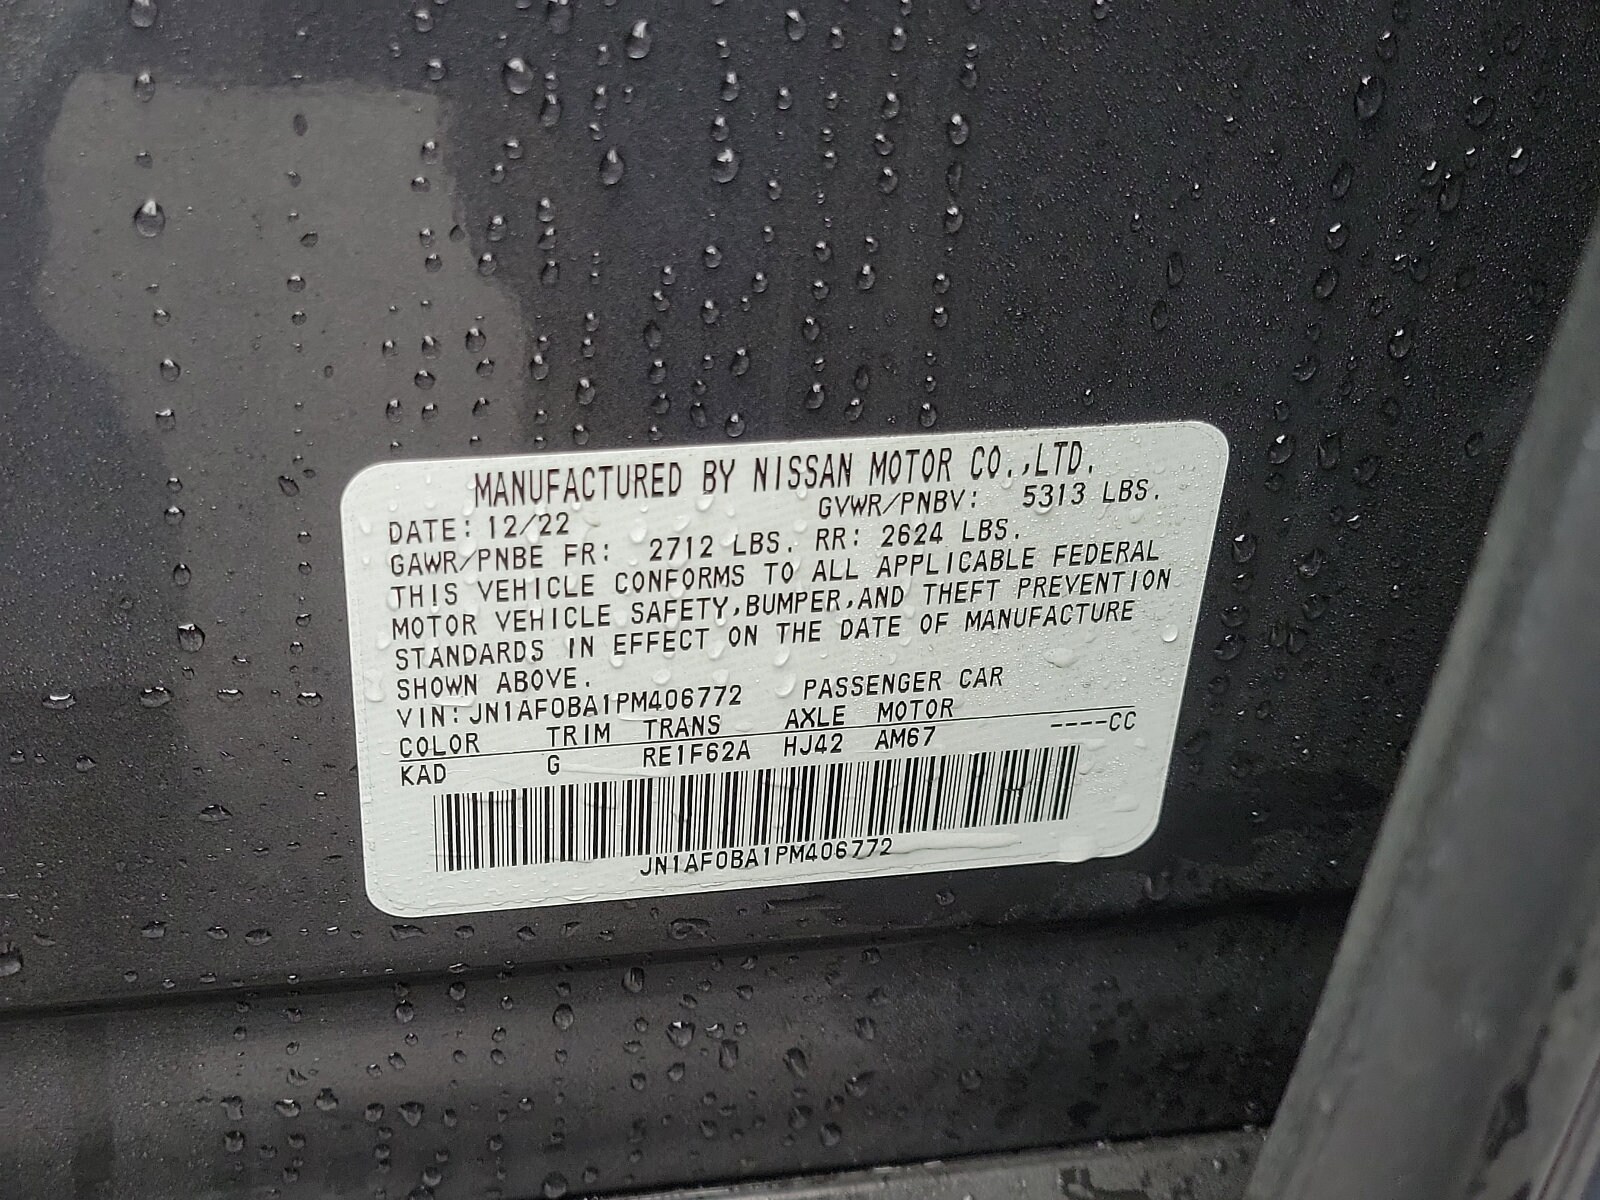 MANUFACTURED BY NISSAN MOTOR CO.,LTD.
DATE: 12/22 GVWR/PNBV: 5313 LBS.
GAWR/PNBE FR: 2712 LBS. RR: 2624 LBS.
THIS VEHICLE CONFORMS TO ALL APPLICABLE FEDERAL
MOTOR VEHICLE SAFETY,BUMPER,AND THEFT PREVENTION
STANDARDS IN EFFECT ON THE DATE OF MANUFACTURE
SHOWN ABOVE.
VIN: JN1AF0BA1PM406772 PASSENGER CAR
COLOR TRIM TRANS AXLE MOTOR ----CC
KAD G RE1F62A HJ42 AM67
JN1AF0BA1PM406772